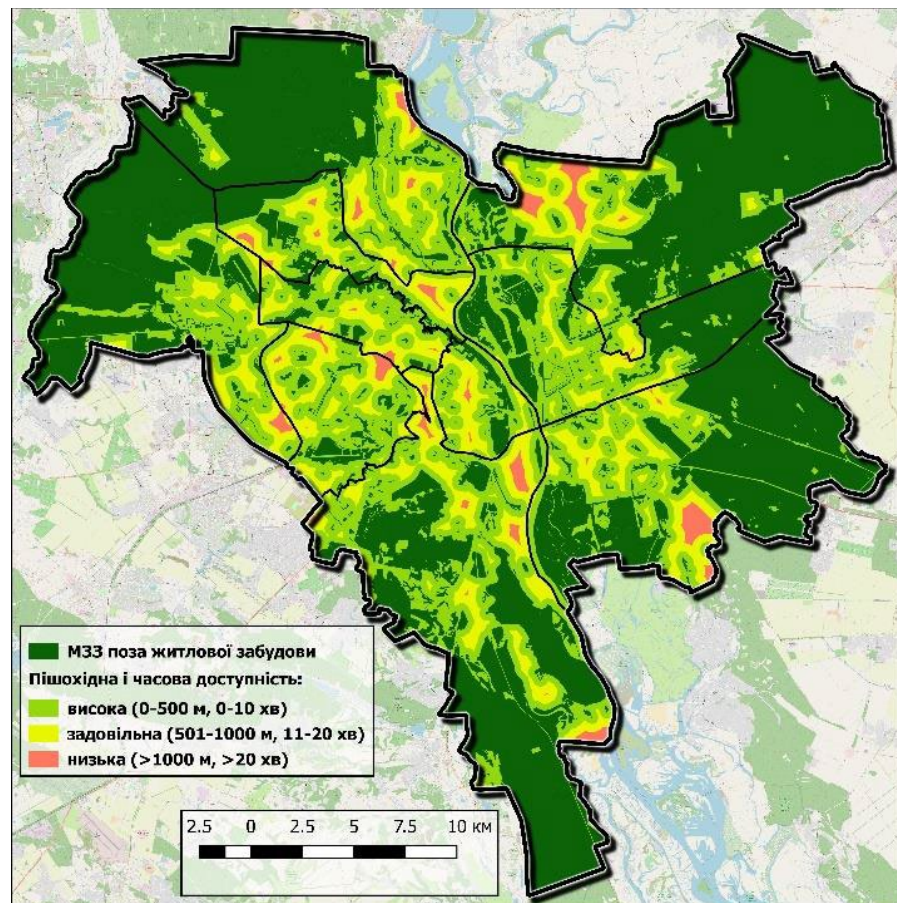 МЗЗ поза житлової забудови
Пішохідна і часова доступність:
висока (0-500 м, 0-10 хв)
задовільна (501-1000 м, 11-20 хв)
низька (>1000 м, >20 хв)
2.5 0 2.5 5 7.5 10 км